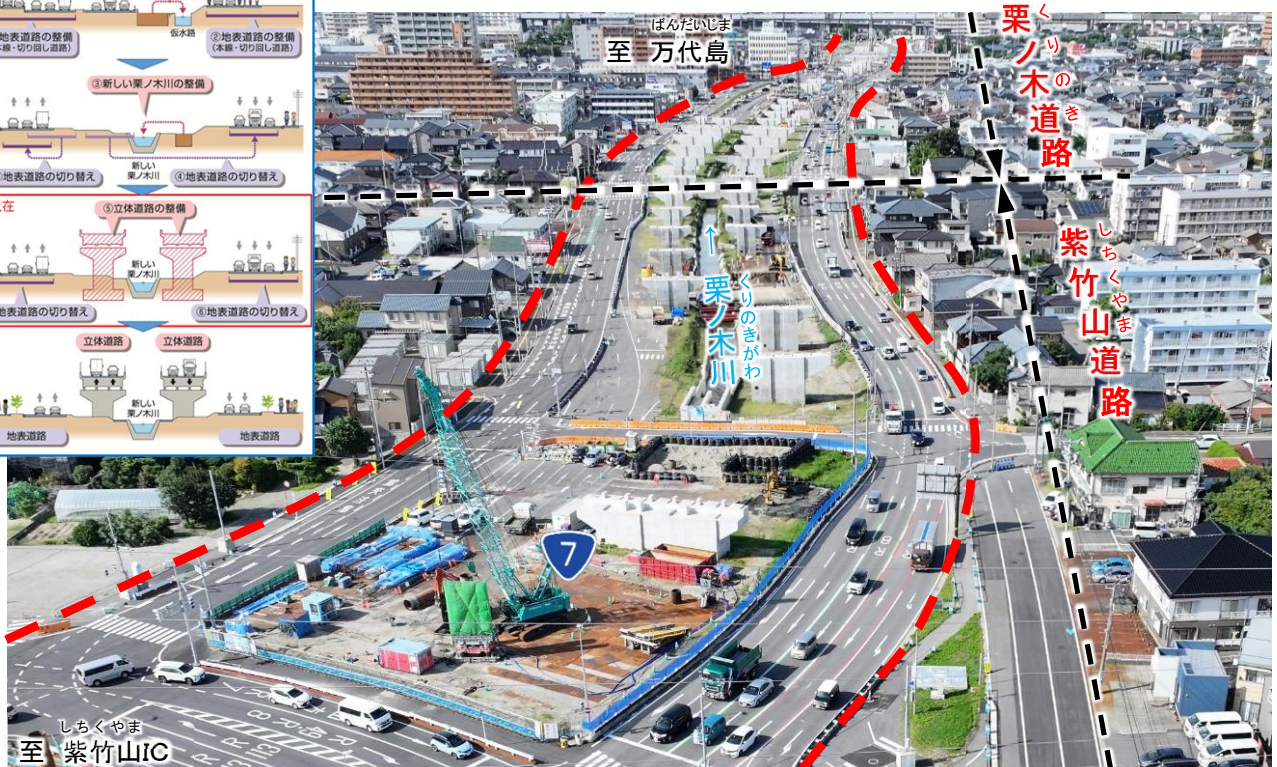 仮水路
地表道路の整備
(本線・切り回し道路)
②地表道路の整備
(本線・切り回し道路)
③新しい栗ノ木川の整備
新しい
栗ノ木川
地表道路の切り替え
④地表道路の切り替え
在
⑤立体道路の整備
新しい
栗ノ木川
地表道路の切り替え
⑥地表道路の切り替え
立体道路
立体道路
新しい
栗ノ木川
地表道路
地表道路
ばんだいじま
至 万代島
くりのき
栗ノ木道路
しちくやま
紫竹山道路
くりのきがわ
← 栗ノ木川
7
しちくやま
至 紫竹山IC